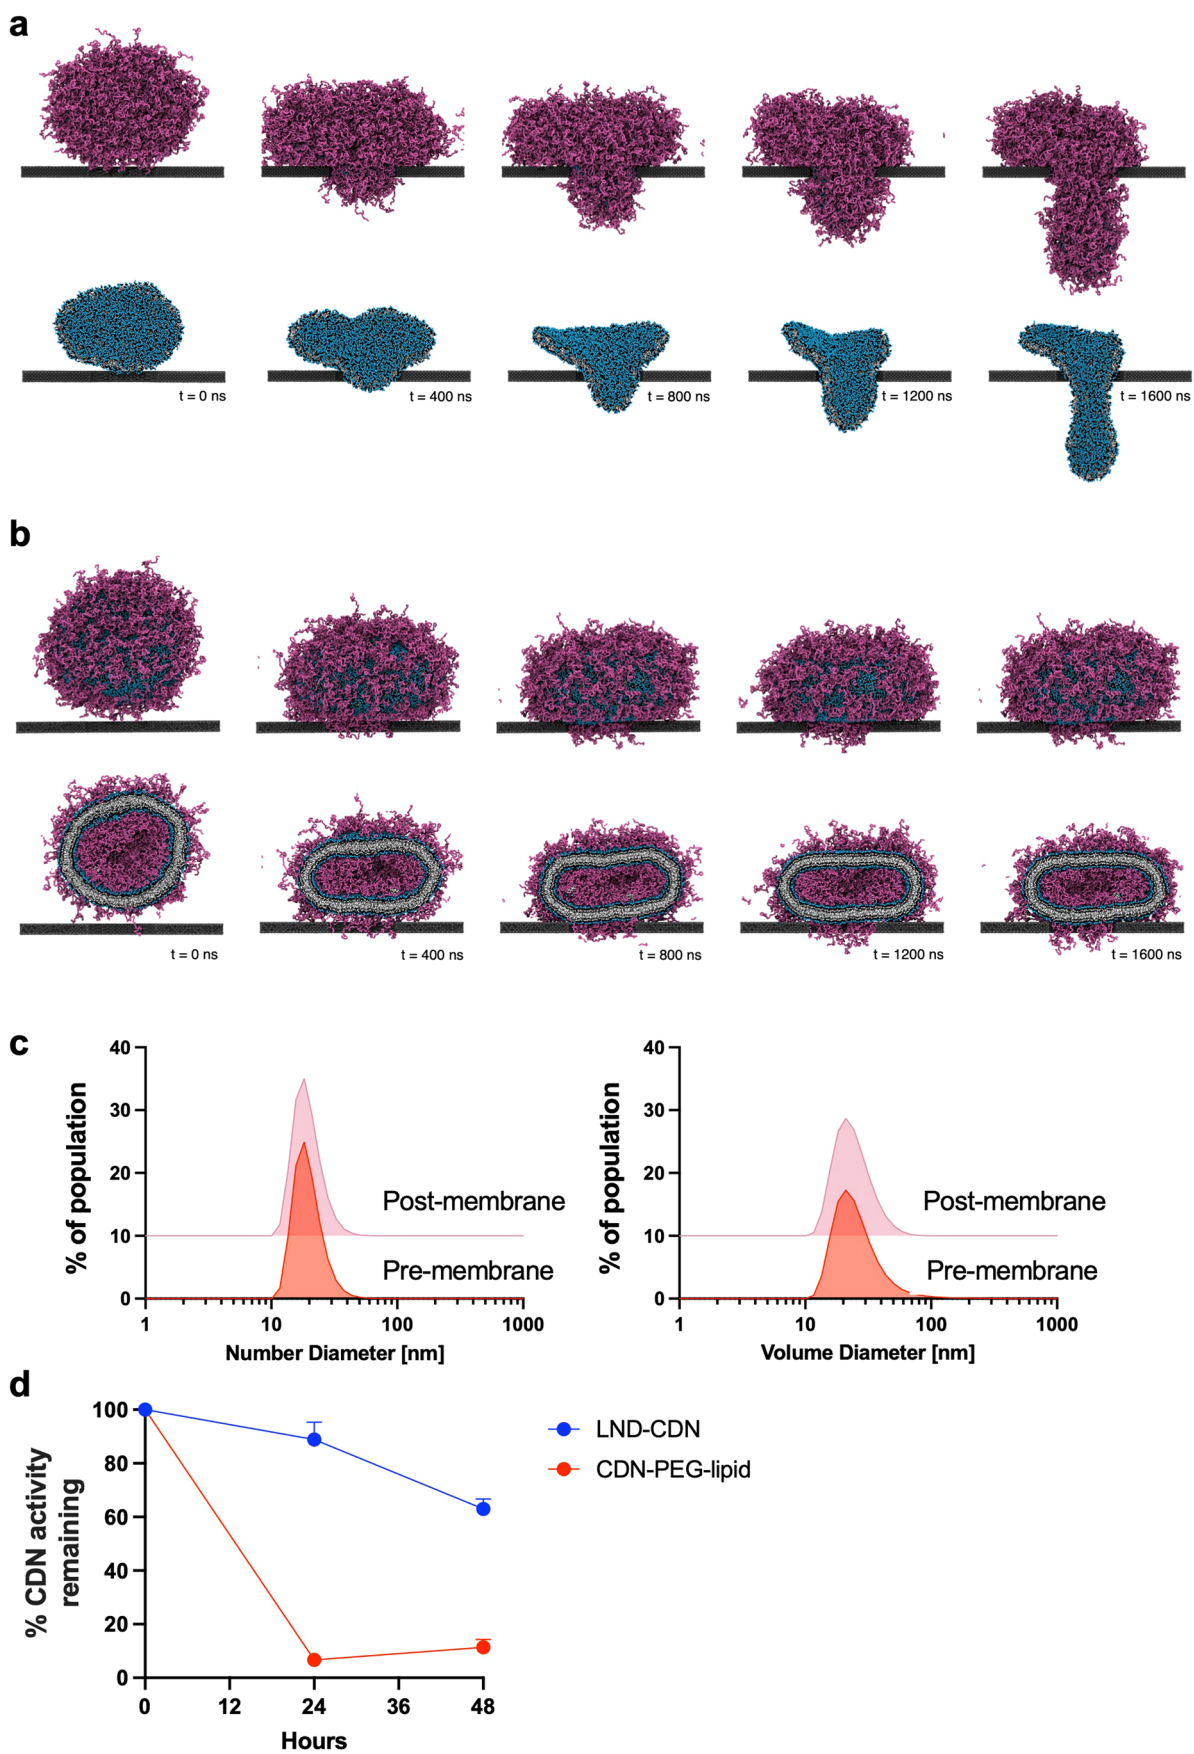 a
t = 0 ns
t = 400 ns
t = 800 ns
t = 1200 ns
t = 1600 ns
b
t = 0 ns
t = 400 ns
t = 800 ns
t = 1200 ns
t = 1600 ns
c
% of population
40
30
20
10
0
Post-membrane
Pre-membrane
1
10
100
1000
Number Diameter [nm]
% of population
40
30
20
10
0
Post-membrane
Pre-membrane
1
10
100
1000
Volume Diameter [nm]
d
% CDN activity
remaining
100
80
60
40
20
0
0
12
24
36
48
Hours
LND-CDN
CDN-PEG-lipid